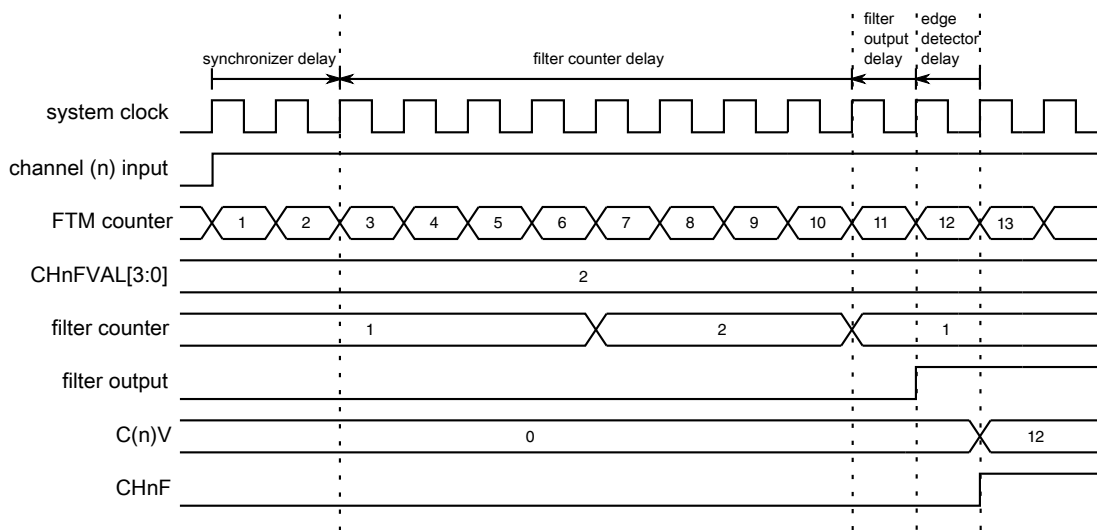 filter edge
output detector
delay delay
synchronizer delay
filter counter delay
system clock
channel (n) input
FTM counter 1 2 3 4 5 6 7 8 9 10 11 12 13
CHnFVAL[3:0] 2
filter counter 1 2 1
filter output
C(n)V 0 12
CHnF